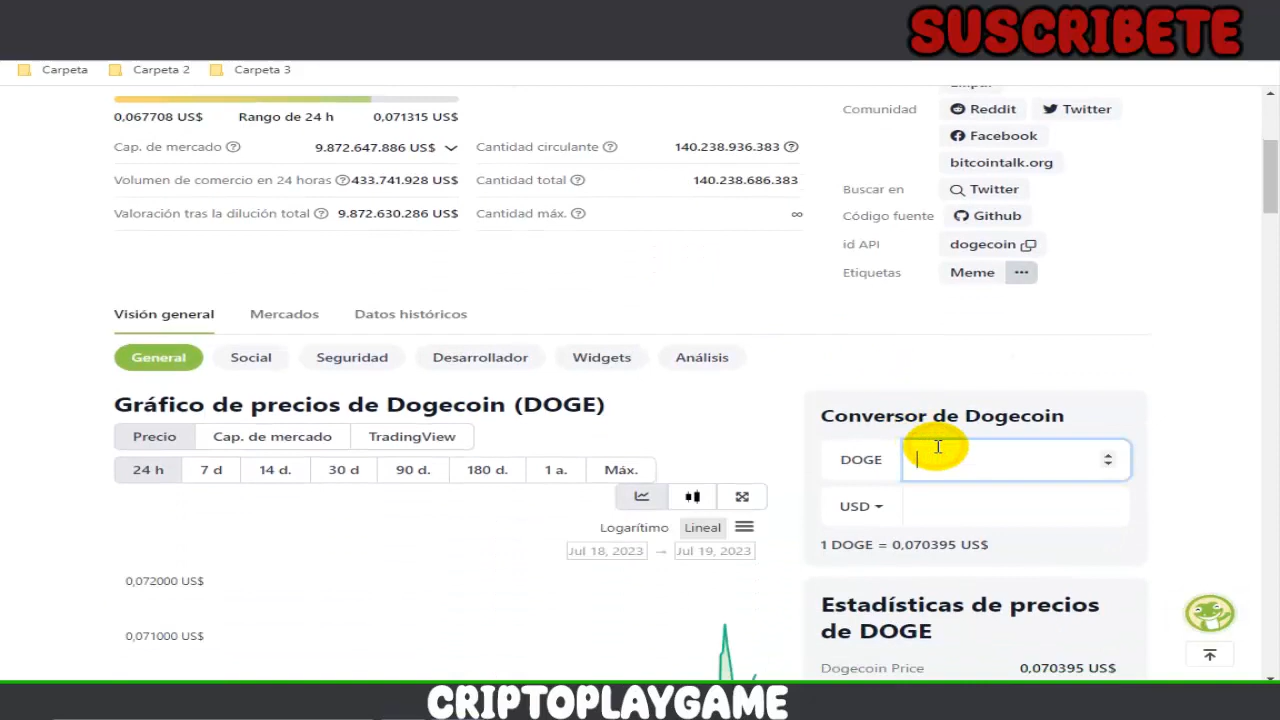 SUSCRIBETE
Carpeta Carpeta 2 Carpeta 3
0,067708 US$ Rango de 24 h 0,071315 US$
Cap. de mercado 9.872.647.886 US$
Volumen de comercio en 24 horas 433.741.928 US$
Valoración tras la dilución total 9.872.630.286 US$
Cantidad circulante 140.238.936.383
Cantidad total 140.238.686.383
Cantidad máx. ∞
Comunidad Reddit Twitter
Facebook
bitcointalk.org
Buscar en Twitter
Código fuente Github
id API dogecoin
Etiquetas Meme ...
Visión general Mercados Datos históricos
General Social Seguridad Desarrollador Widgets Análisis
Gráfico de precios de Dogecoin (DOGE)
Precio Cap. de mercado TradingView
24 h 7 d 14 d. 30 d 90 d. 180 d. 1 a. Máx.
Logarítimo Lineal
Jul 18, 2023 → Jul 19, 2023
0,072000 US$
0,071000 US$
Conversor de Dogecoin
DOGE
USD
1 DOGE = 0,070395 US$
Estadísticas de precios
de DOGE
Dogecoin Price 0,070395 US$
CRIPTOPLAYGAME